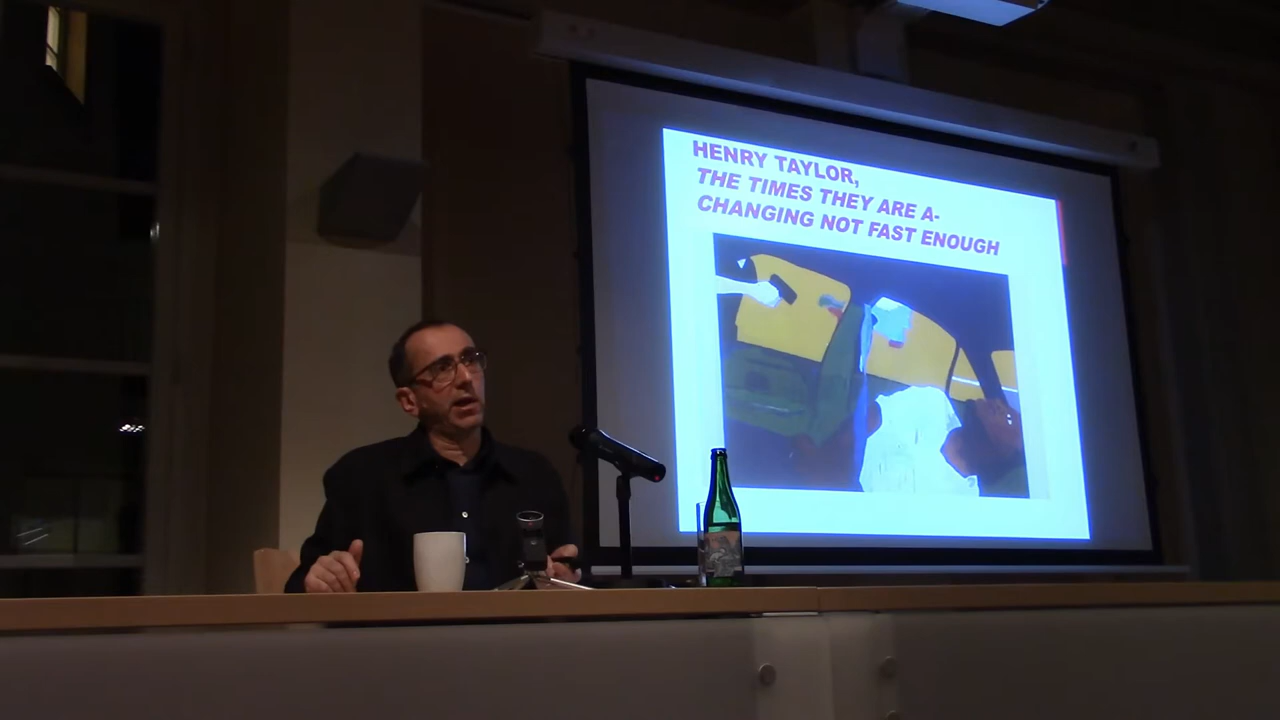 HENRY TAYLOR,
THE TIMES THEY ARE A-
CHANGING NOT FAST ENOUGH